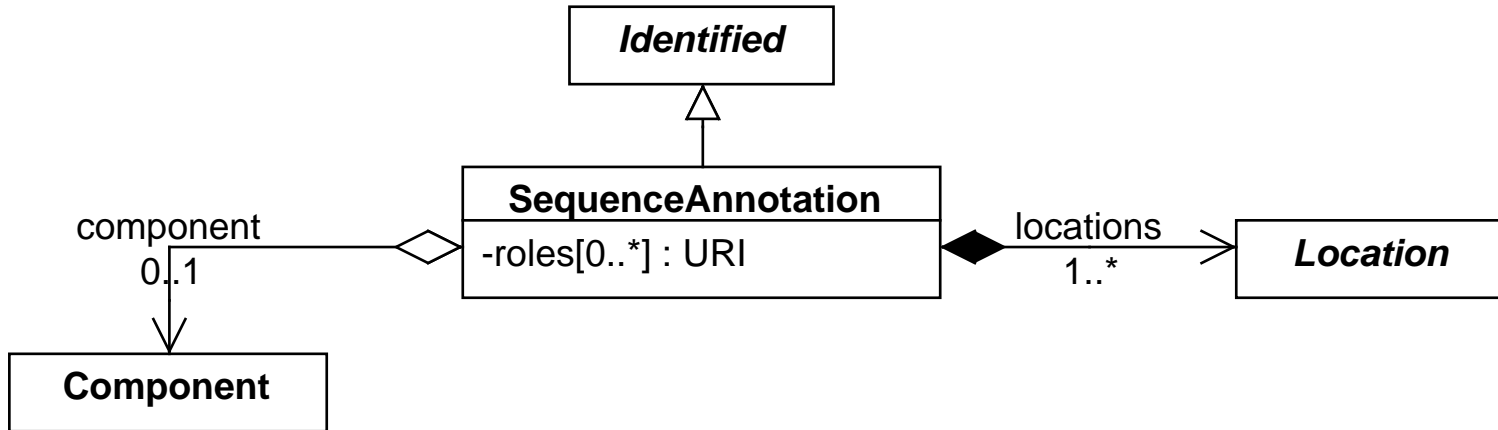 Identified
SequenceAnnotation
component
-roles[0..*] : URI
locations
0..1
1..*
Location
Component